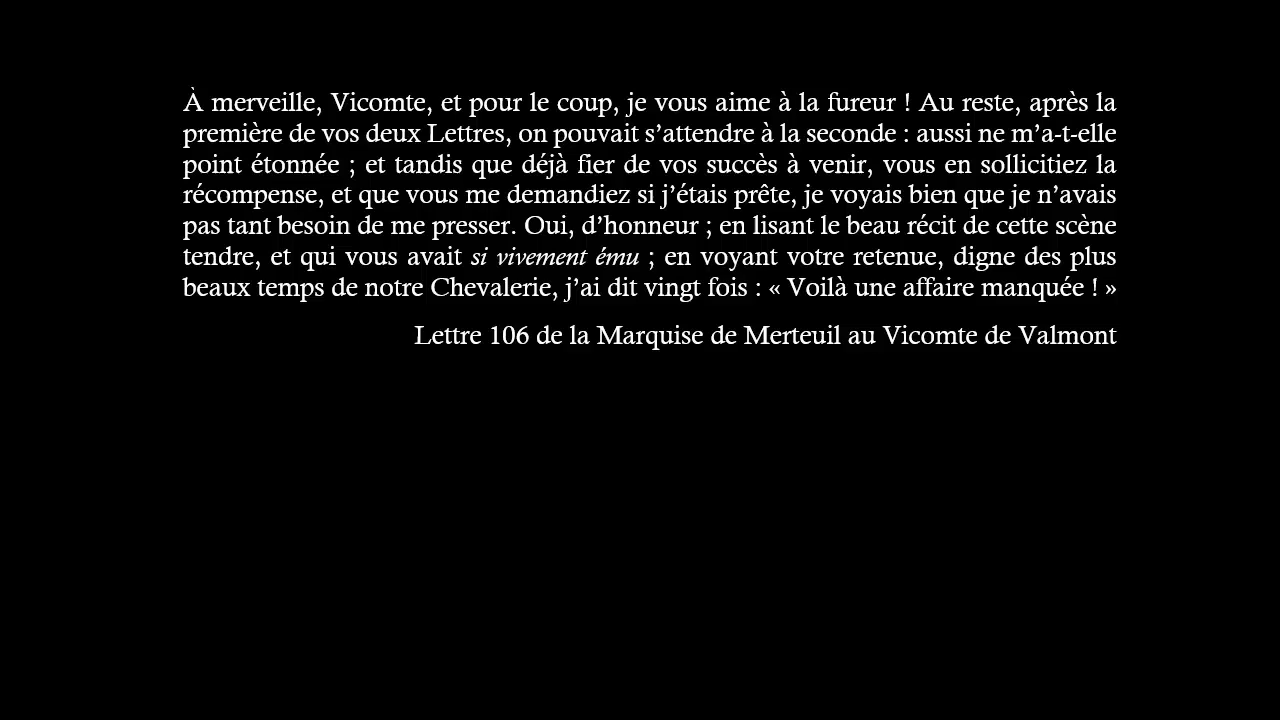 À merveille, Vicomte, et pour le coup, je vous aime à la fureur ! Au reste, après la
première de vos deux Lettres, on pouvait s’attendre à la seconde : aussi ne m’a-t-elle
point étonnée ; et tandis que déjà fier de vos succès à venir, vous en sollicitiez la
récompense, et que vous me demandiez si j’étais prête, je voyais bien que je n’avais
pas tant besoin de me presser. Oui, d’honneur ; en lisant le beau récit de cette scène
tendre, et qui vous avait si vivement ému ; en voyant votre retenue, digne des plus
beaux temps de notre Chevalerie, j’ai dit vingt fois : « Voilà une affaire manquée ! »
Lettre 106 de la Marquise de Merteuil au Vicomte de Valmont